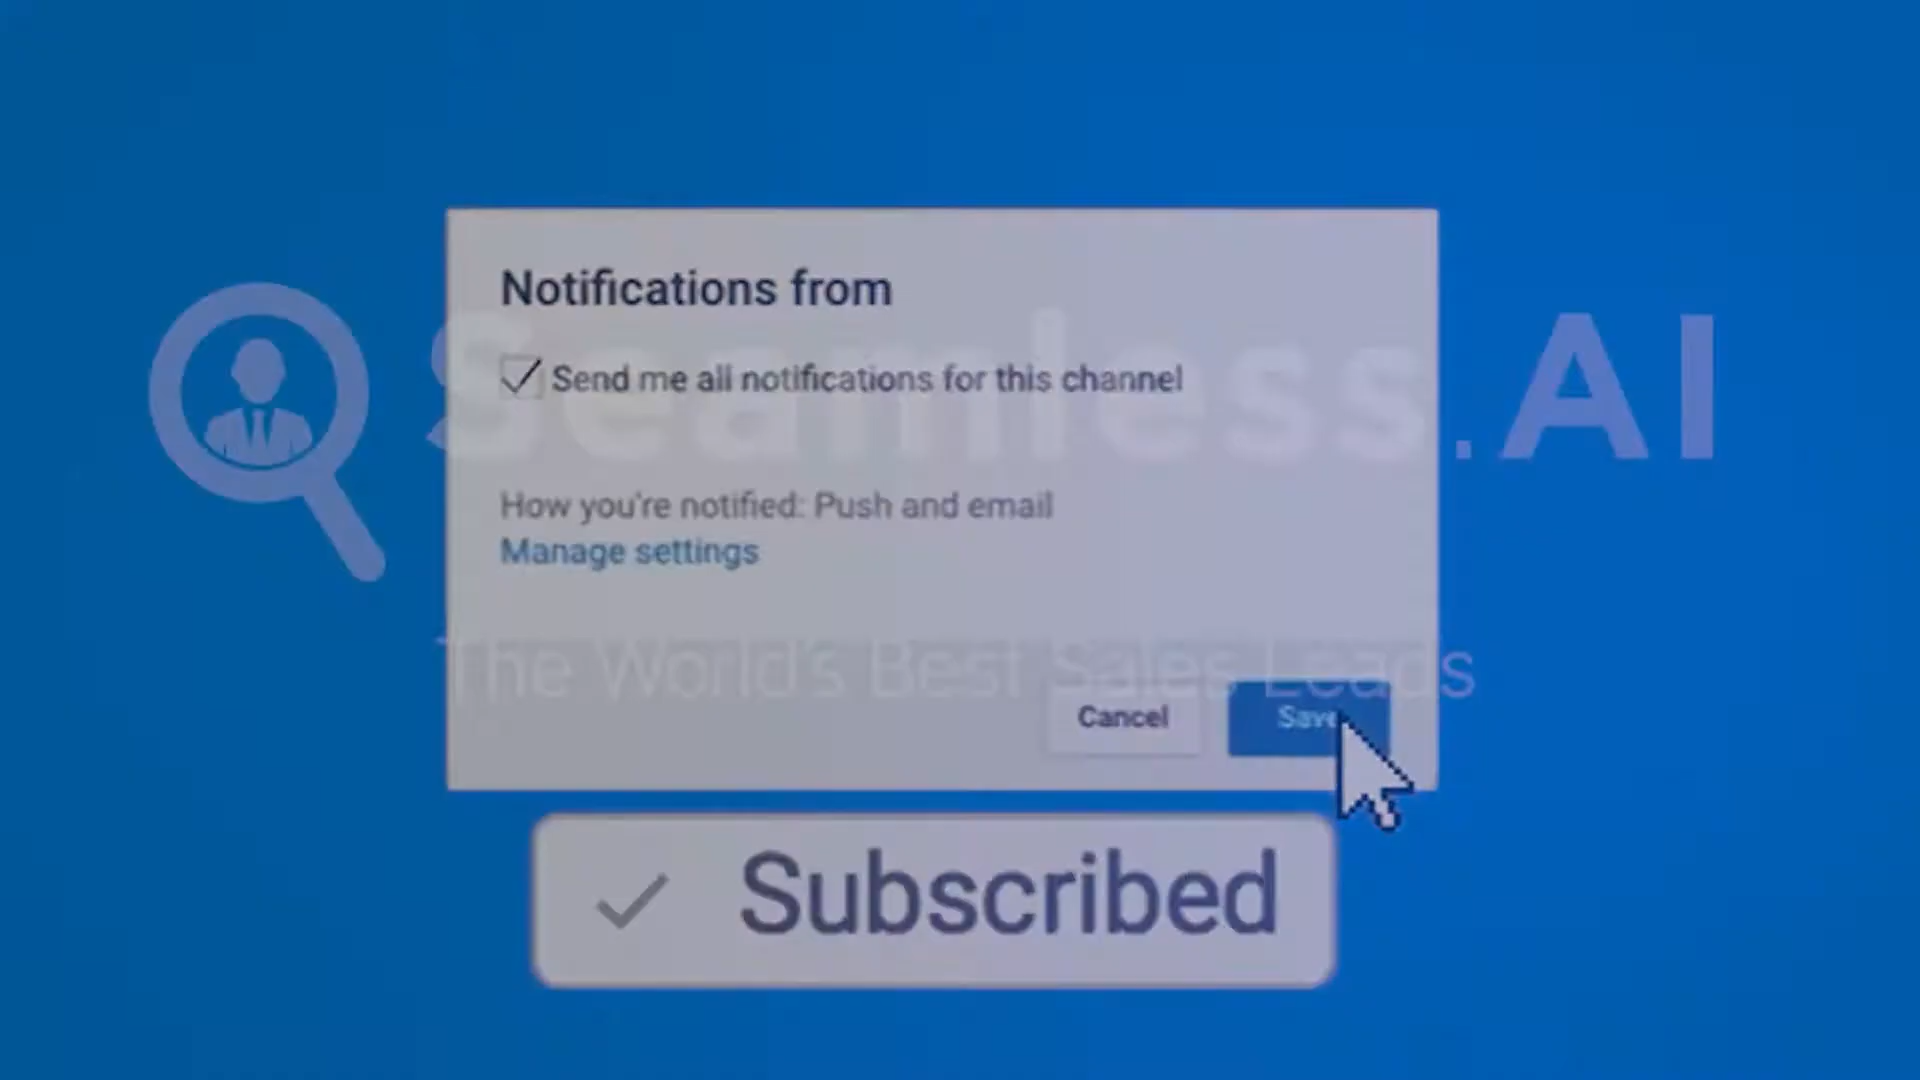 Notifications from
Seamless.AI
Send me all notifications for this channel
How you're notified: Push and email
Manage settings
The World's Best Sales Leads
Cancel
Save
Subscribed